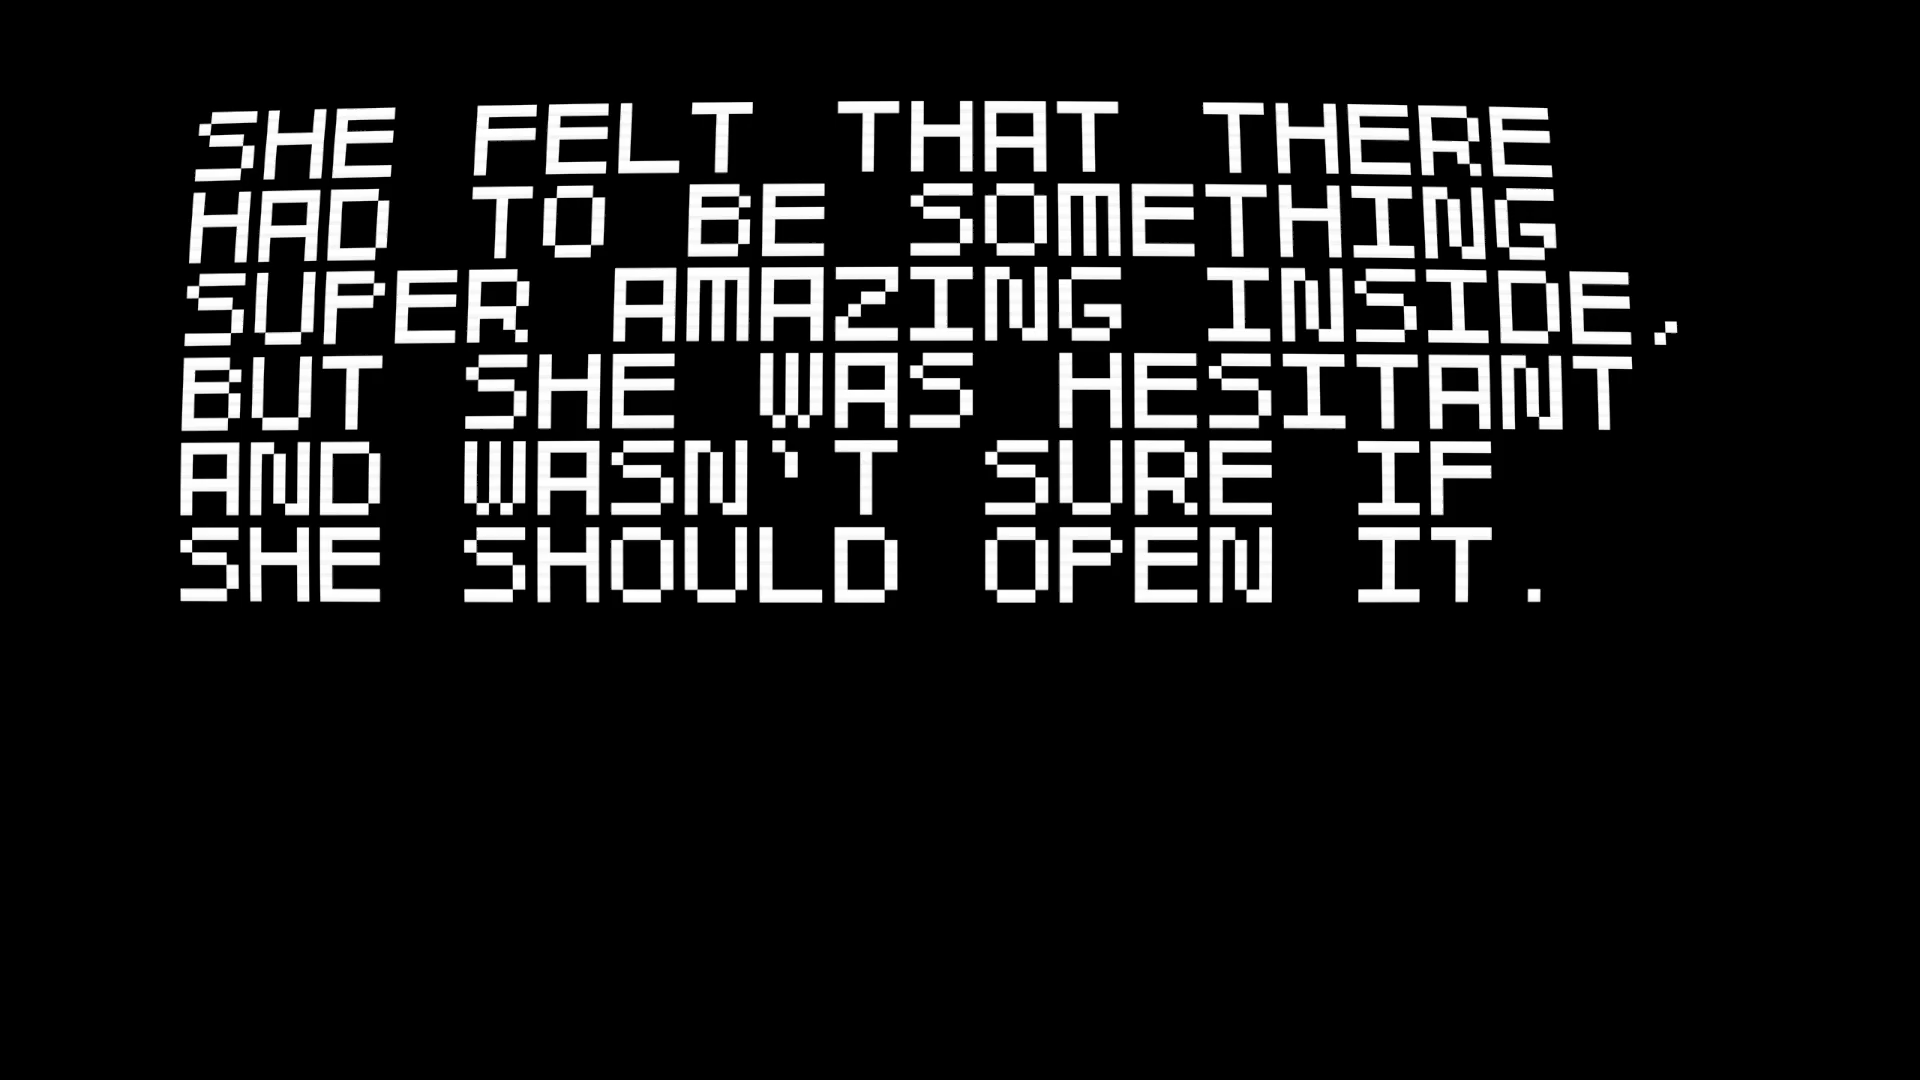 SHE FELT THAT THERE
HAD TO BE SOMETHING
SUPER AMAZING INSIDE,
BUT SHE WAS HESITANT
AND WASN'T SURE IF
SHE SHOULD OPEN IT.